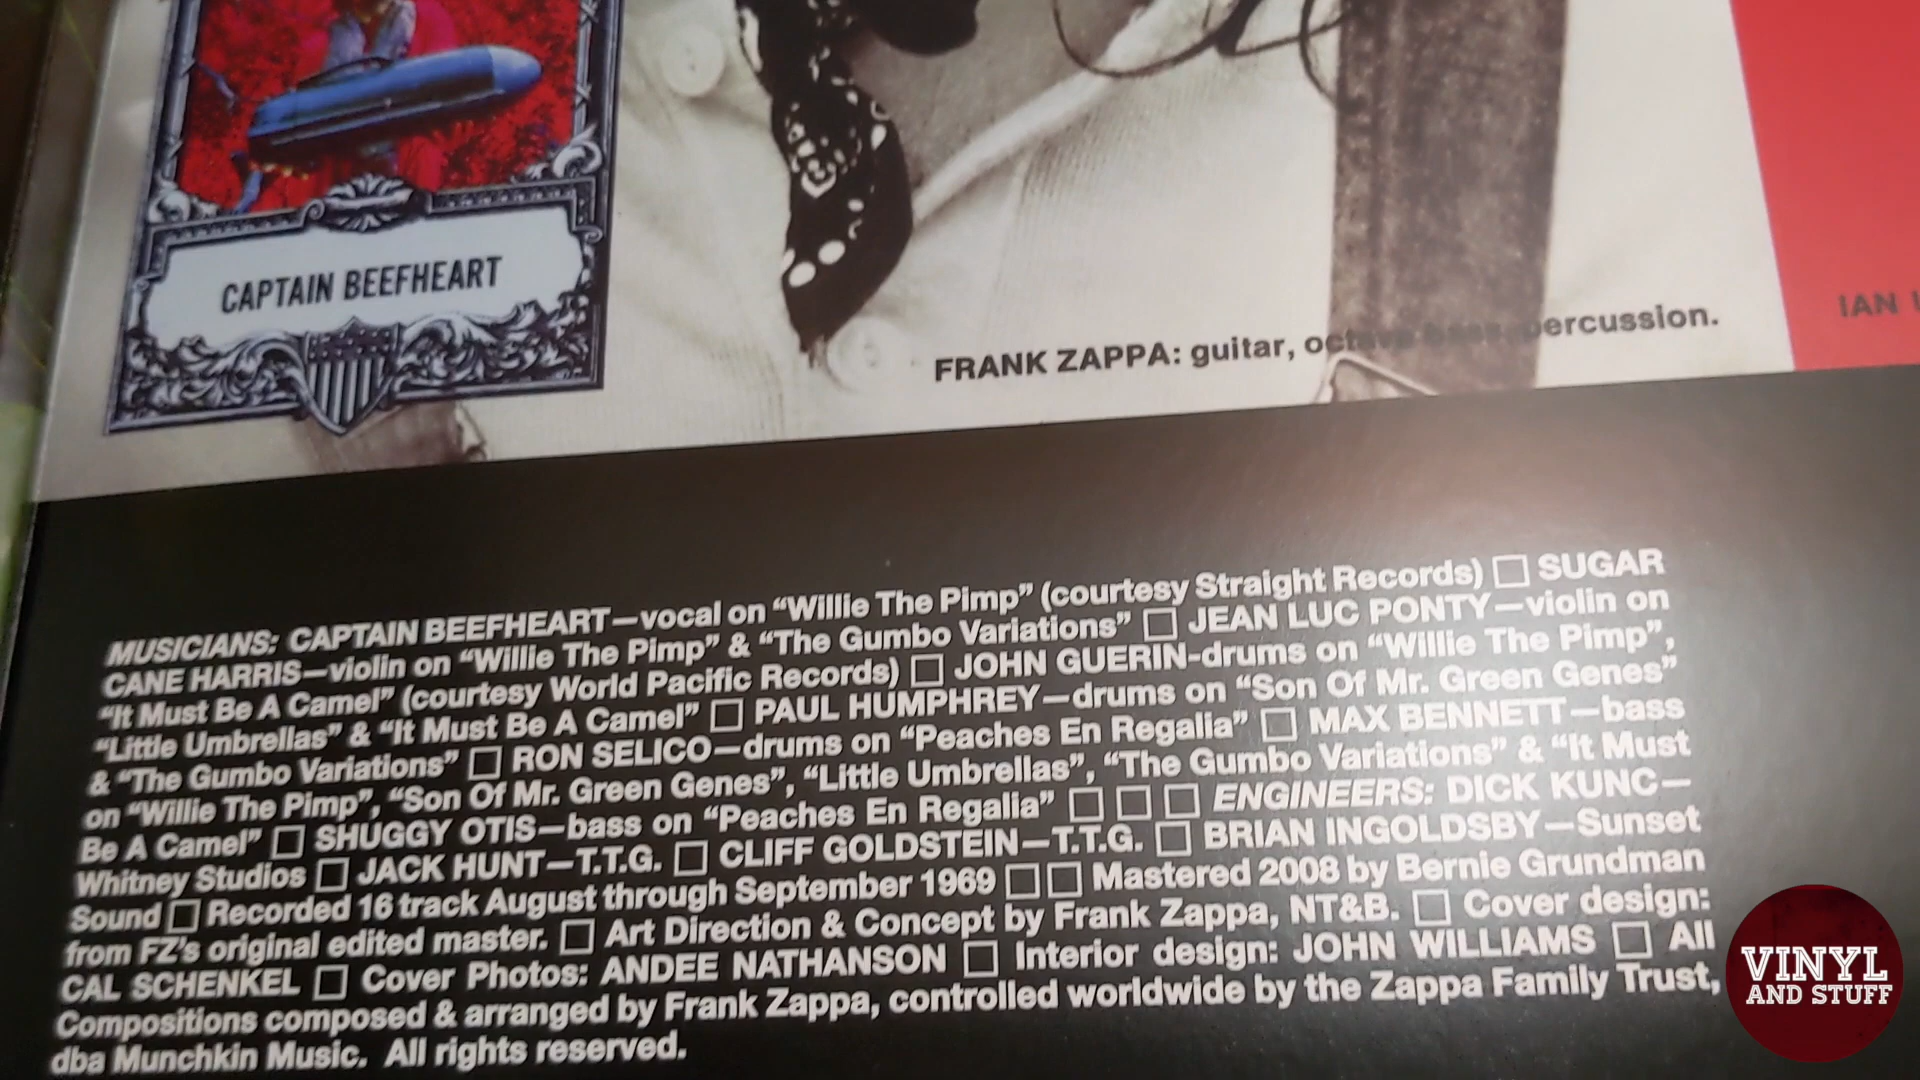 CAPTAIN BEEFHEART
FRANK ZAPPA: guitar, octave bass, percussion.
IAN
MUSICIANS: CAPTAIN BEEFHEART—vocal on “Willie The Pimp” (courtesy Straight Records) □ SUGAR
CANE HARRIS—violin on “Willie The Pimp” & “The Gumbo Variations” □ JEAN LUC PONTY—violin on
“It Must Be A Camel” (courtesy World Pacific Records) □ JOHN GUERIN-drums on “Willie The Pimp”,
“Little Umbrellas” & “It Must Be A Camel” □ PAUL HUMPHREY—drums on “Son Of Mr. Green Genes”
& “The Gumbo Variations” □ RON SELICO—drums on “Peaches En Regalia” □ MAX BENNETT—bass
on “Willie The Pimp”, “Son Of Mr. Green Genes”, “Little Umbrellas”, “The Gumbo Variations” & “It Must
Be A Camel” □ SHUGGY OTIS—bass on “Peaches En Regalia” □ □ □ ENGINEERS: DICK KUNC—
Whitney Studios □ JACK HUNT—T.T.G. □ CLIFF GOLDSTEIN—T.T.G. □ BRIAN INGOLDSBY—Sunset
Sound □ Recorded 16 track August through September 1969 □ □ Mastered 2008 by Bernie Grundman
from FZ’s original edited master. □ Art Direction & Concept by Frank Zappa, NT&B. □ Cover design:
CAL SCHENKEL □ Cover Photos: ANDEE NATHANSON □ Interior design: JOHN WILLIAMS □ All
Compositions composed & arranged by Frank Zappa, controlled worldwide by the Zappa Family Trust,
dba Munchkin Music. All rights reserved.
VINYL
AND STUFF